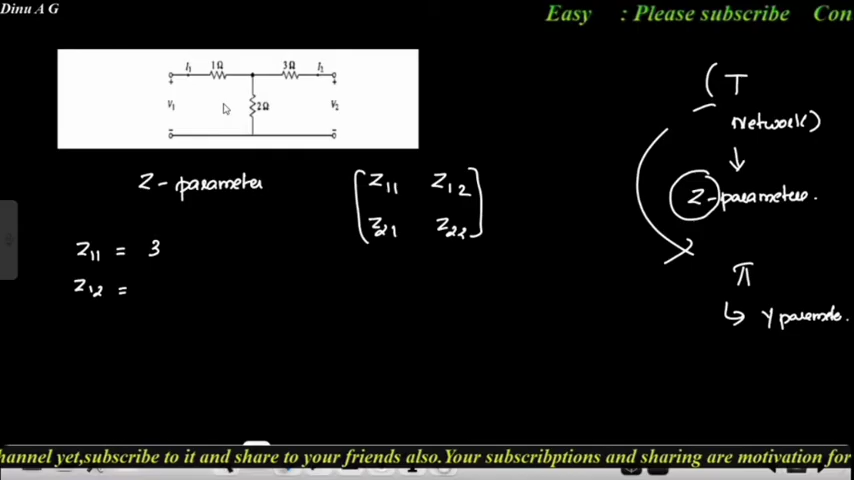 Dinu A G
Easy : Please subscribe Con
I₁ 1Ω 3Ω I₂
+ +
V₁ 2Ω V₂
- -
(T
Network)
Z-parameters.
π
↳ Y paramete.
Z-parameter
Z₁₁ Z₁₂
Z₂₁ Z₂₂
Z₁₁ = 3
Z₁₂ =
hannel yet,subscribe to it and share to your friends also.Your subscribptions and sharing are motivation for